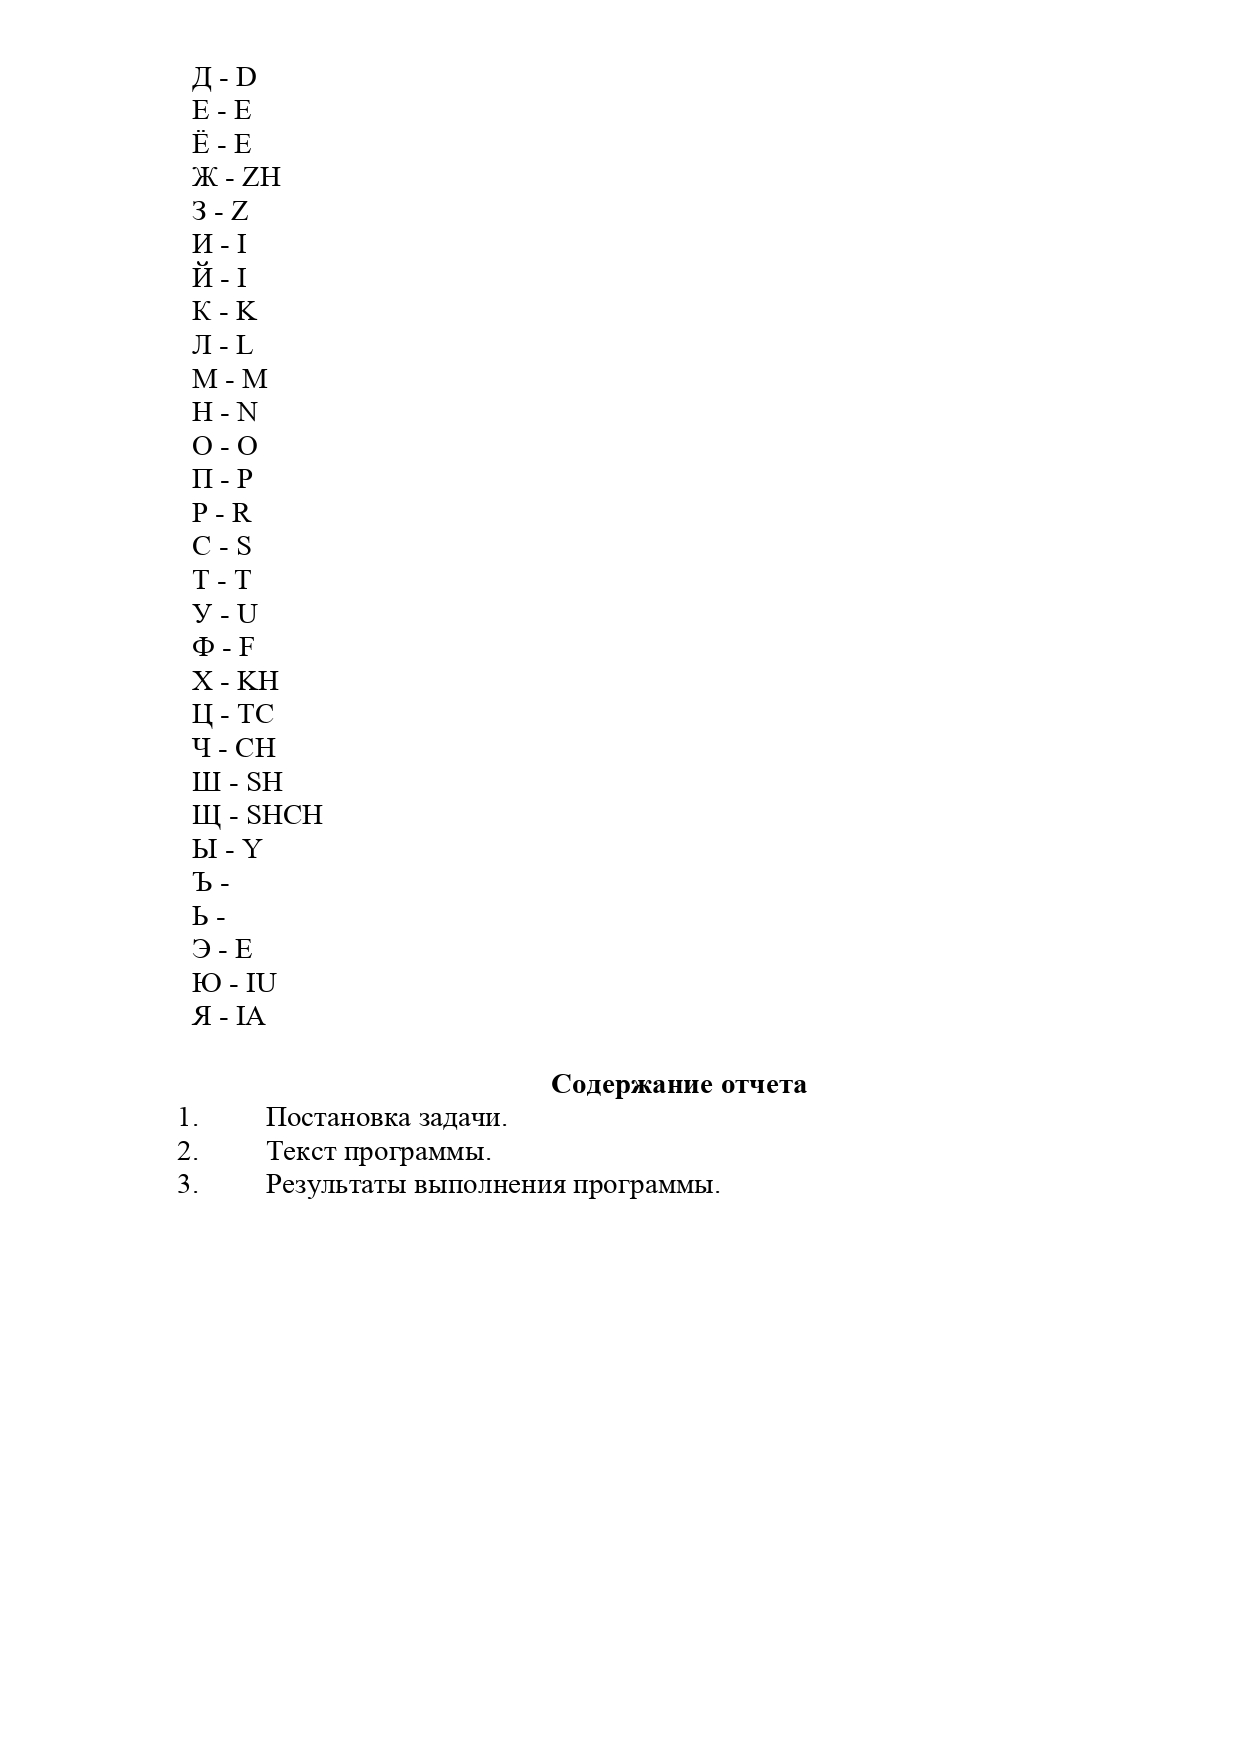 Д - D
Е - E
Ё - E
Ж - ZH
З - Z
И - I
Й - I
К - K
Л - L
М - M
Н - N
О - O
П - P
Р - R
С - S
Т - T
У - U
Ф - F
Х - KH
Ц - TC
Ч - CH
Ш - SH
Щ - SHCH
Ы - Y
Ъ -
Ь -
Э - E
Ю - IU
Я - IA
Содержание отчета
1. Постановка задачи.
2. Текст программы.
3. Результаты выполнения программы.